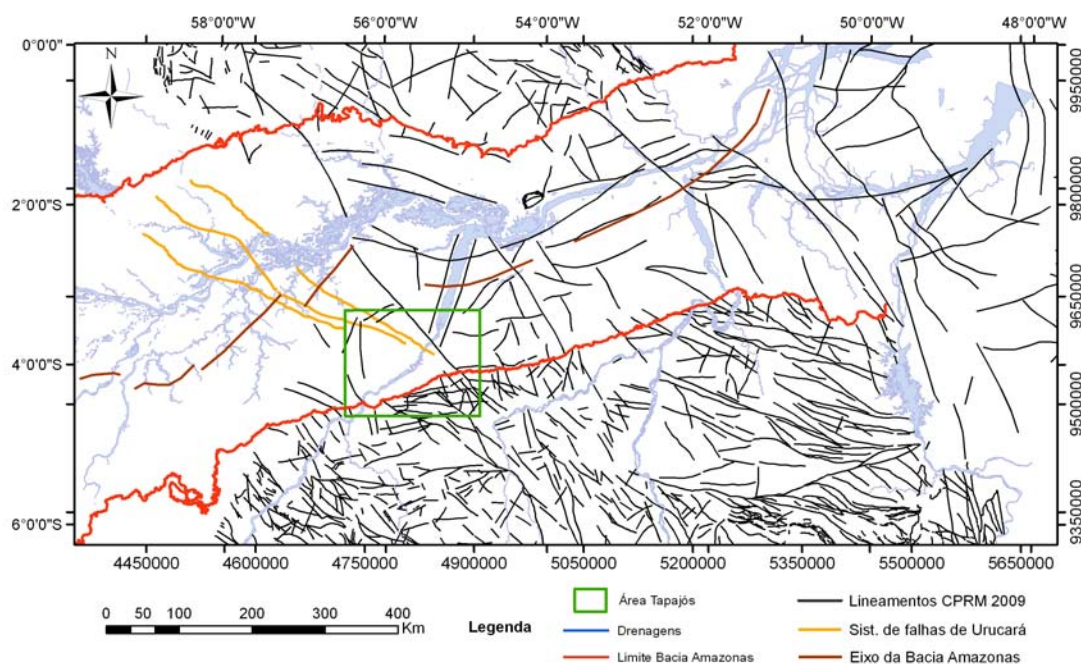 58°0'0"W 56°0'0"W 54°0'0"W 52°0'0"W 50°0'0"W 48°0'0"W
0°0'0"
N
9950000
2°0'0"S
9800000
9650000
4°0'0"S
9500000
6°0'0"S
9350000
4450000 4600000 4750000 4900000 5050000 5200000 5350000 5500000 5650000
0 50 100 200 300 400
Km
Legenda
Área Tapajós
Drenagens
Limite Bacia Amazonas
Lineamentos CPRM 2009
Sist. de falhas de Urucará
Eixo da Bacia Amazonas